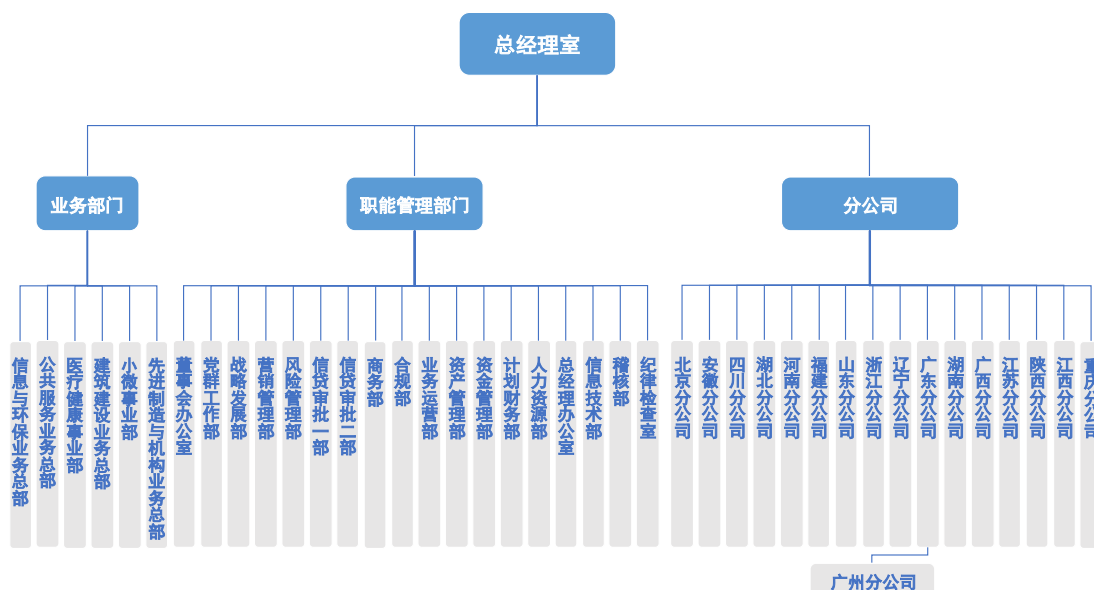 总经理室
业务部门
职能管理部门
分公司
信息与环保业务总部
公共服务业务总部
医疗健康事业部
建筑建设业务总部
小微事业部
先进制造与机构业务总部
董事会办公室
党群工作部
战略发展部
营销管理部
风险管理部
信贷审批一部
信贷审批二部
商务部
合规部
业务运营部
资产管理部
资金管理部
计划财务部
人力资源部
总经理办公室
信息技术部
稽核部
纪律检查室
北京分公司
安徽分公司
四川分公司
湖北分公司
河南分公司
福建分公司
山东分公司
浙江分公司
辽宁分公司
广东分公司
湖南分公司
广西分公司
江苏分公司
陕西分公司
江西分公司
重庆分公司
广州分公司